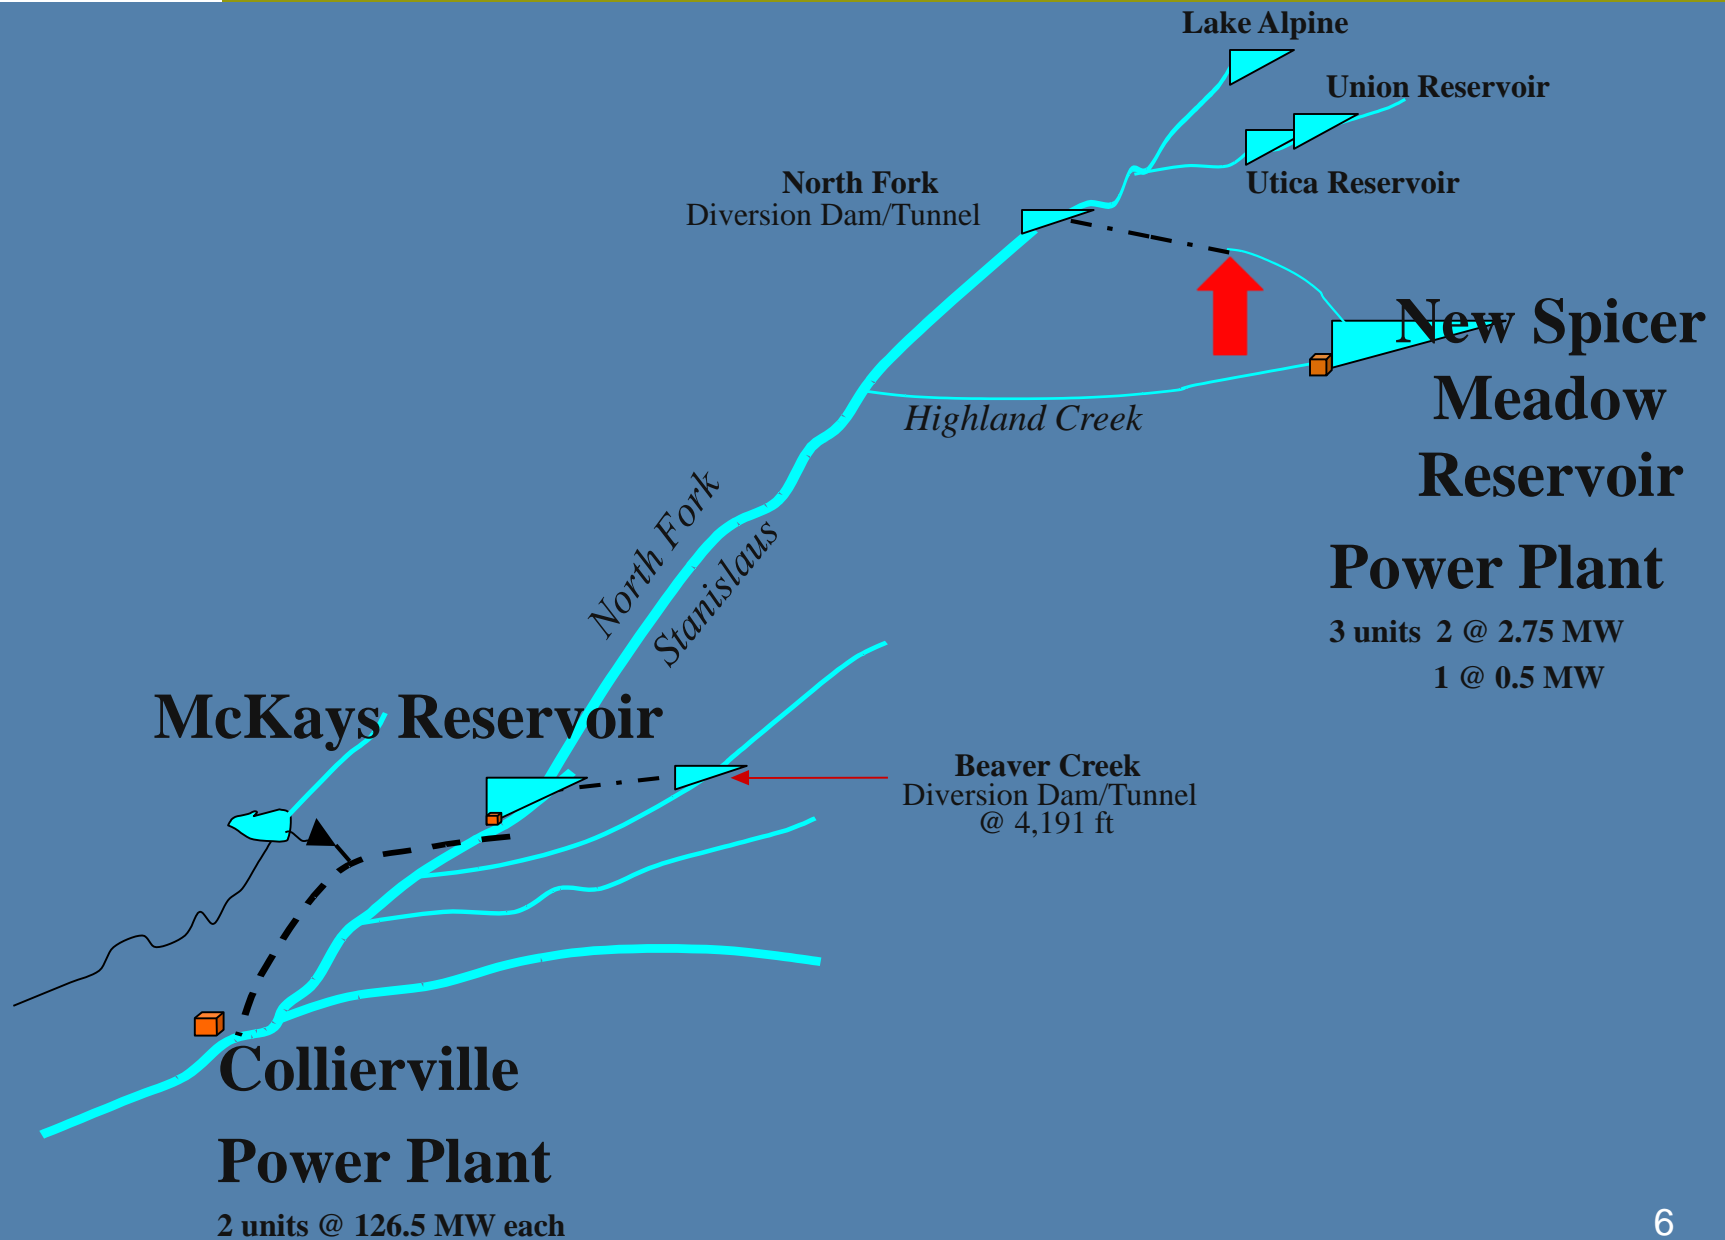 Lake Alpine
Union Reservoir
North Fork
Diversion Dam/Tunnel
Utica Reservoir
New Spicer
Meadow
Reservoir
Highland Creek
North Fork
Stanislaus
Power Plant
3 units 2 @ 2.75 MW
1 @ 0.5 MW
McKays Reservoir
Beaver Creek
Diversion Dam/Tunnel
@ 4,191 ft
Collierville
Power Plant
2 units @ 126.5 MW each
6